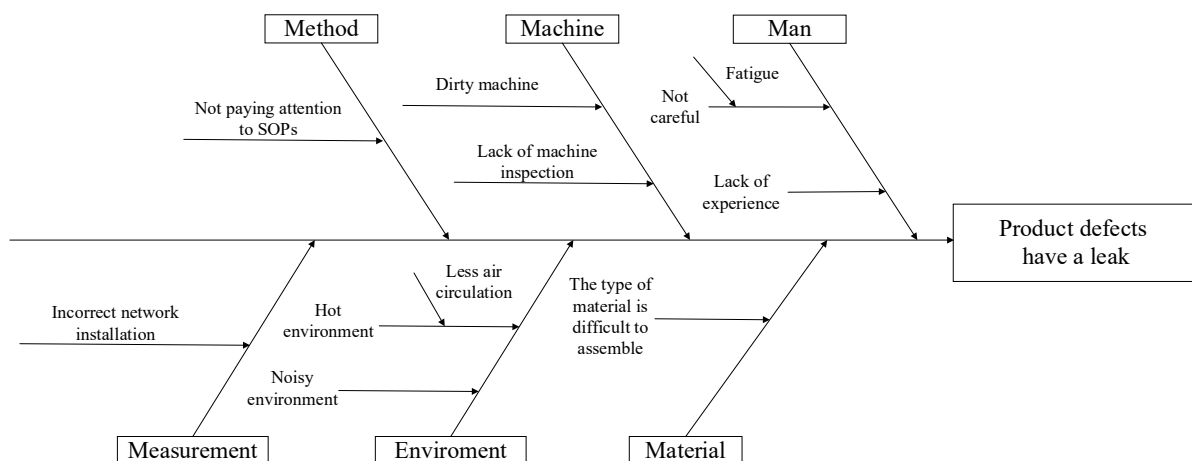 Method
Machine
Man
Dirty machine
Fatigue
Not paying attention
to SOPs
Not
careful
Lack of machine
inspection
Lack of
experience
Product defects
have a leak
Less air
circulation
The type of
material is
difficult to
assemble
Incorrect network
installation
Hot
environment
Noisy
environment
Measurement
Enviroment
Material